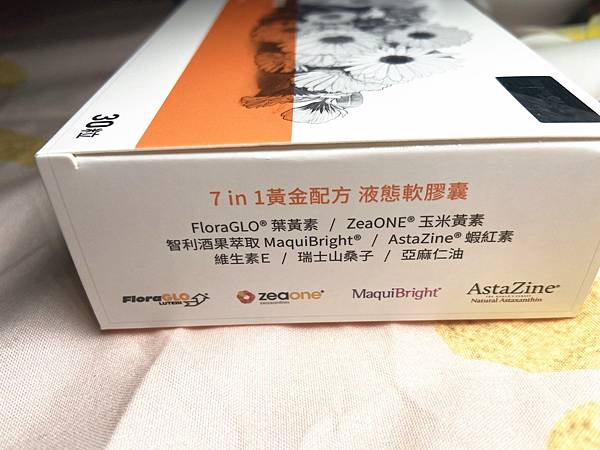 30粒
7 in 1黃金配方 液態軟膠囊
FloraGLO® 葉黃素 / ZeaONE® 玉米黃素
智利酒果萃取 MaquiBright® / AstaZine® 蝦紅素
維生素E / 瑞士山桑子 / 亞麻仁油
FloraGLO
LUTEIN
zeaone®
zeaxanthin
MaquiBright®
AstaZine®
Natural Astaxanthin